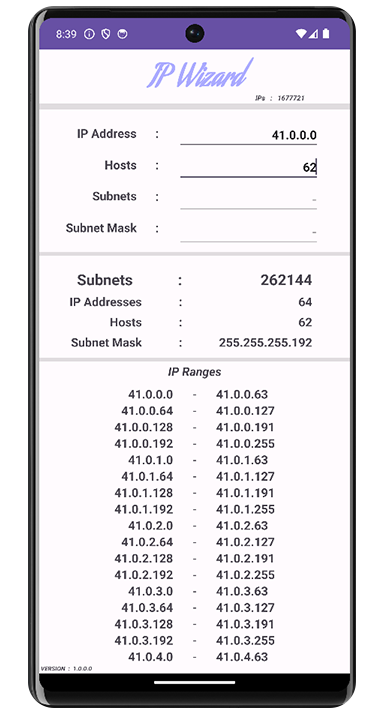 8:39
IP Wizard
IPs : 1677721
IP Address : 41.0.0.0
Hosts : 62
Subnets : -
Subnet Mask : -
Subnets : 262144
IP Addresses : 64
Hosts : 62
Subnet Mask : 255.255.255.192
IP Ranges
41.0.0.0 - 41.0.0.63
41.0.0.64 - 41.0.0.127
41.0.0.128 - 41.0.0.191
41.0.0.192 - 41.0.0.255
41.0.1.0 - 41.0.1.63
41.0.1.64 - 41.0.1.127
41.0.1.128 - 41.0.1.191
41.0.1.192 - 41.0.1.255
41.0.2.0 - 41.0.2.63
41.0.2.64 - 41.0.2.127
41.0.2.128 - 41.0.2.191
41.0.2.192 - 41.0.2.255
41.0.3.0 - 41.0.3.63
41.0.3.64 - 41.0.3.127
41.0.3.128 - 41.0.3.191
41.0.3.192 - 41.0.3.255
41.0.4.0 - 41.0.4.63
VERSION : 1.0.0.0